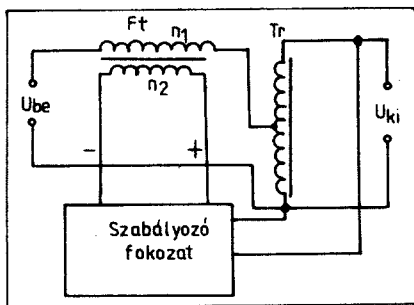 Ft
n1
Tr
n2
Ube
Uki
- +
Szabályozó
fokozat